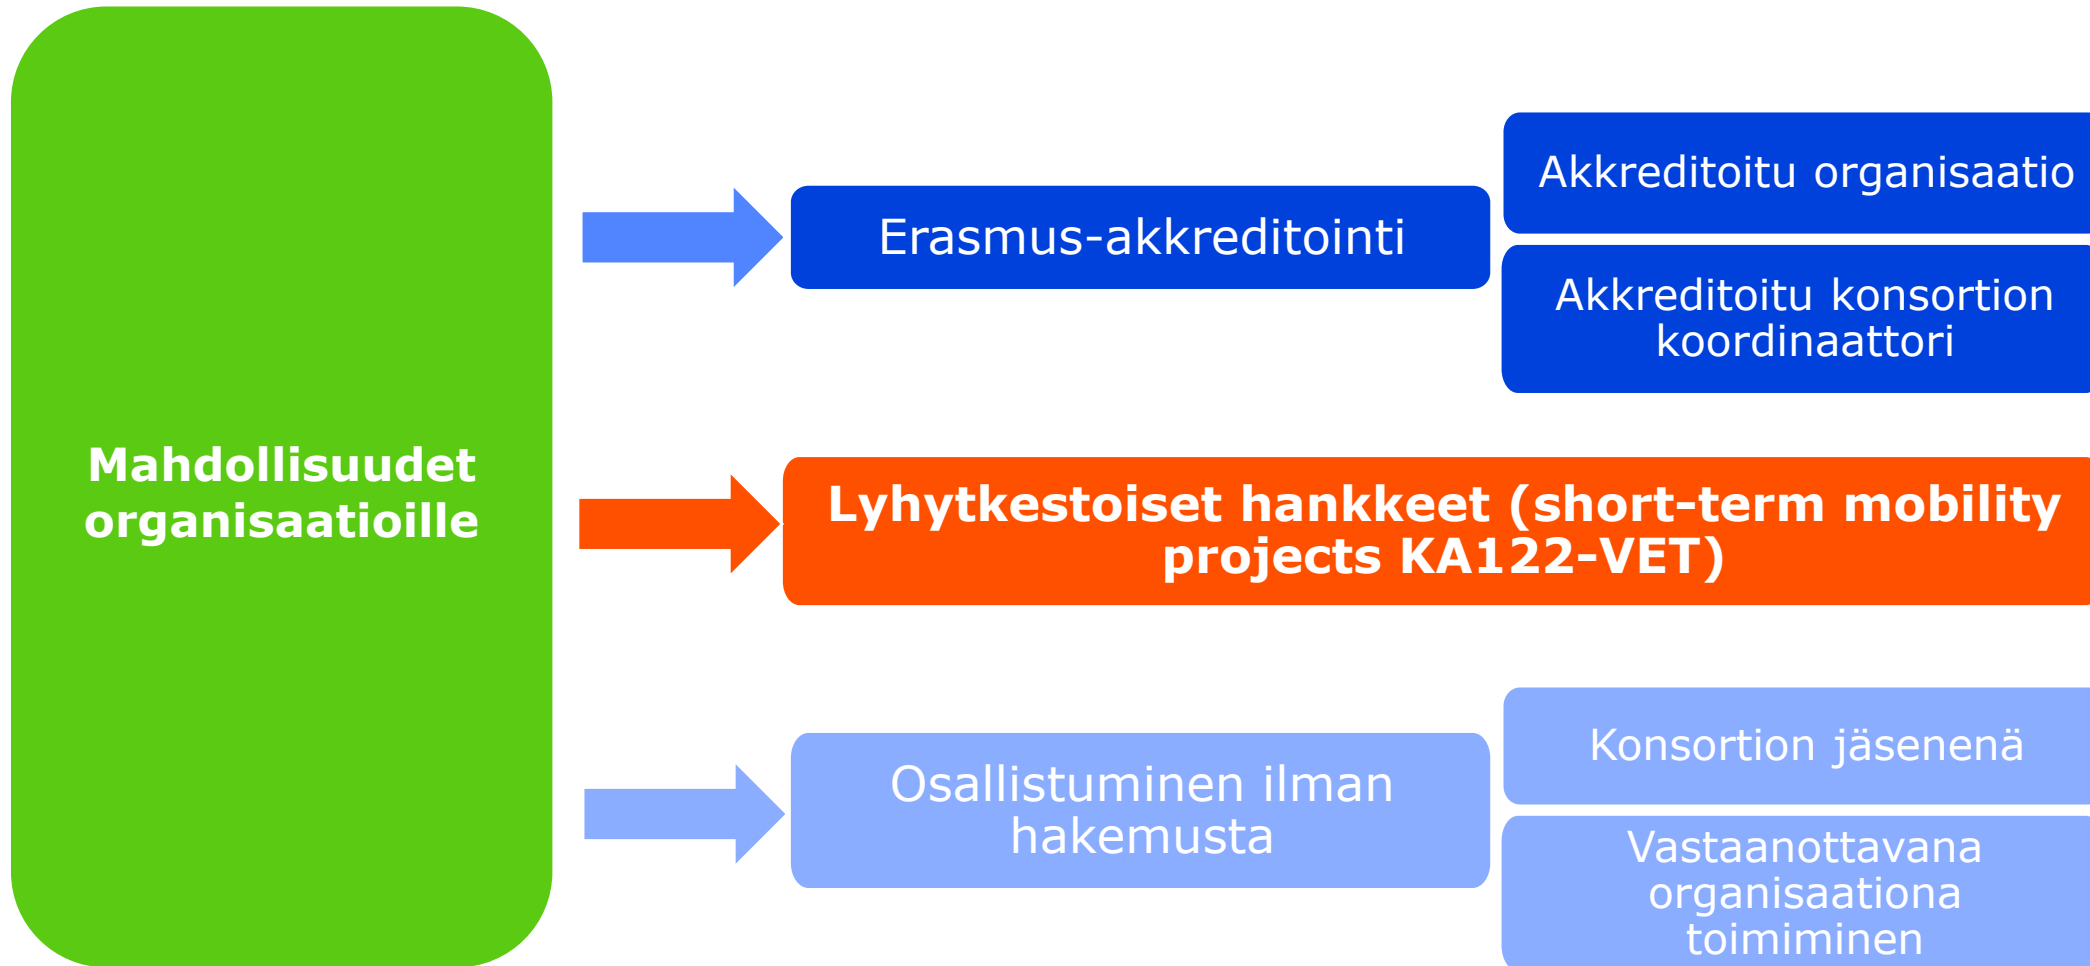 Mahdollisuudet
organisaatioille
Erasmus-akkreditointi
Akkreditoitu organisaatio
Akkreditoitu konsortion
koordinaattori
Lyhytkestoiset hankkeet (short-term mobility
projects KA122-VET)
Osallistuminen ilman
hakemusta
Konsortion jäsenenä
Vastaanottavana
organisaationa
toimiminen